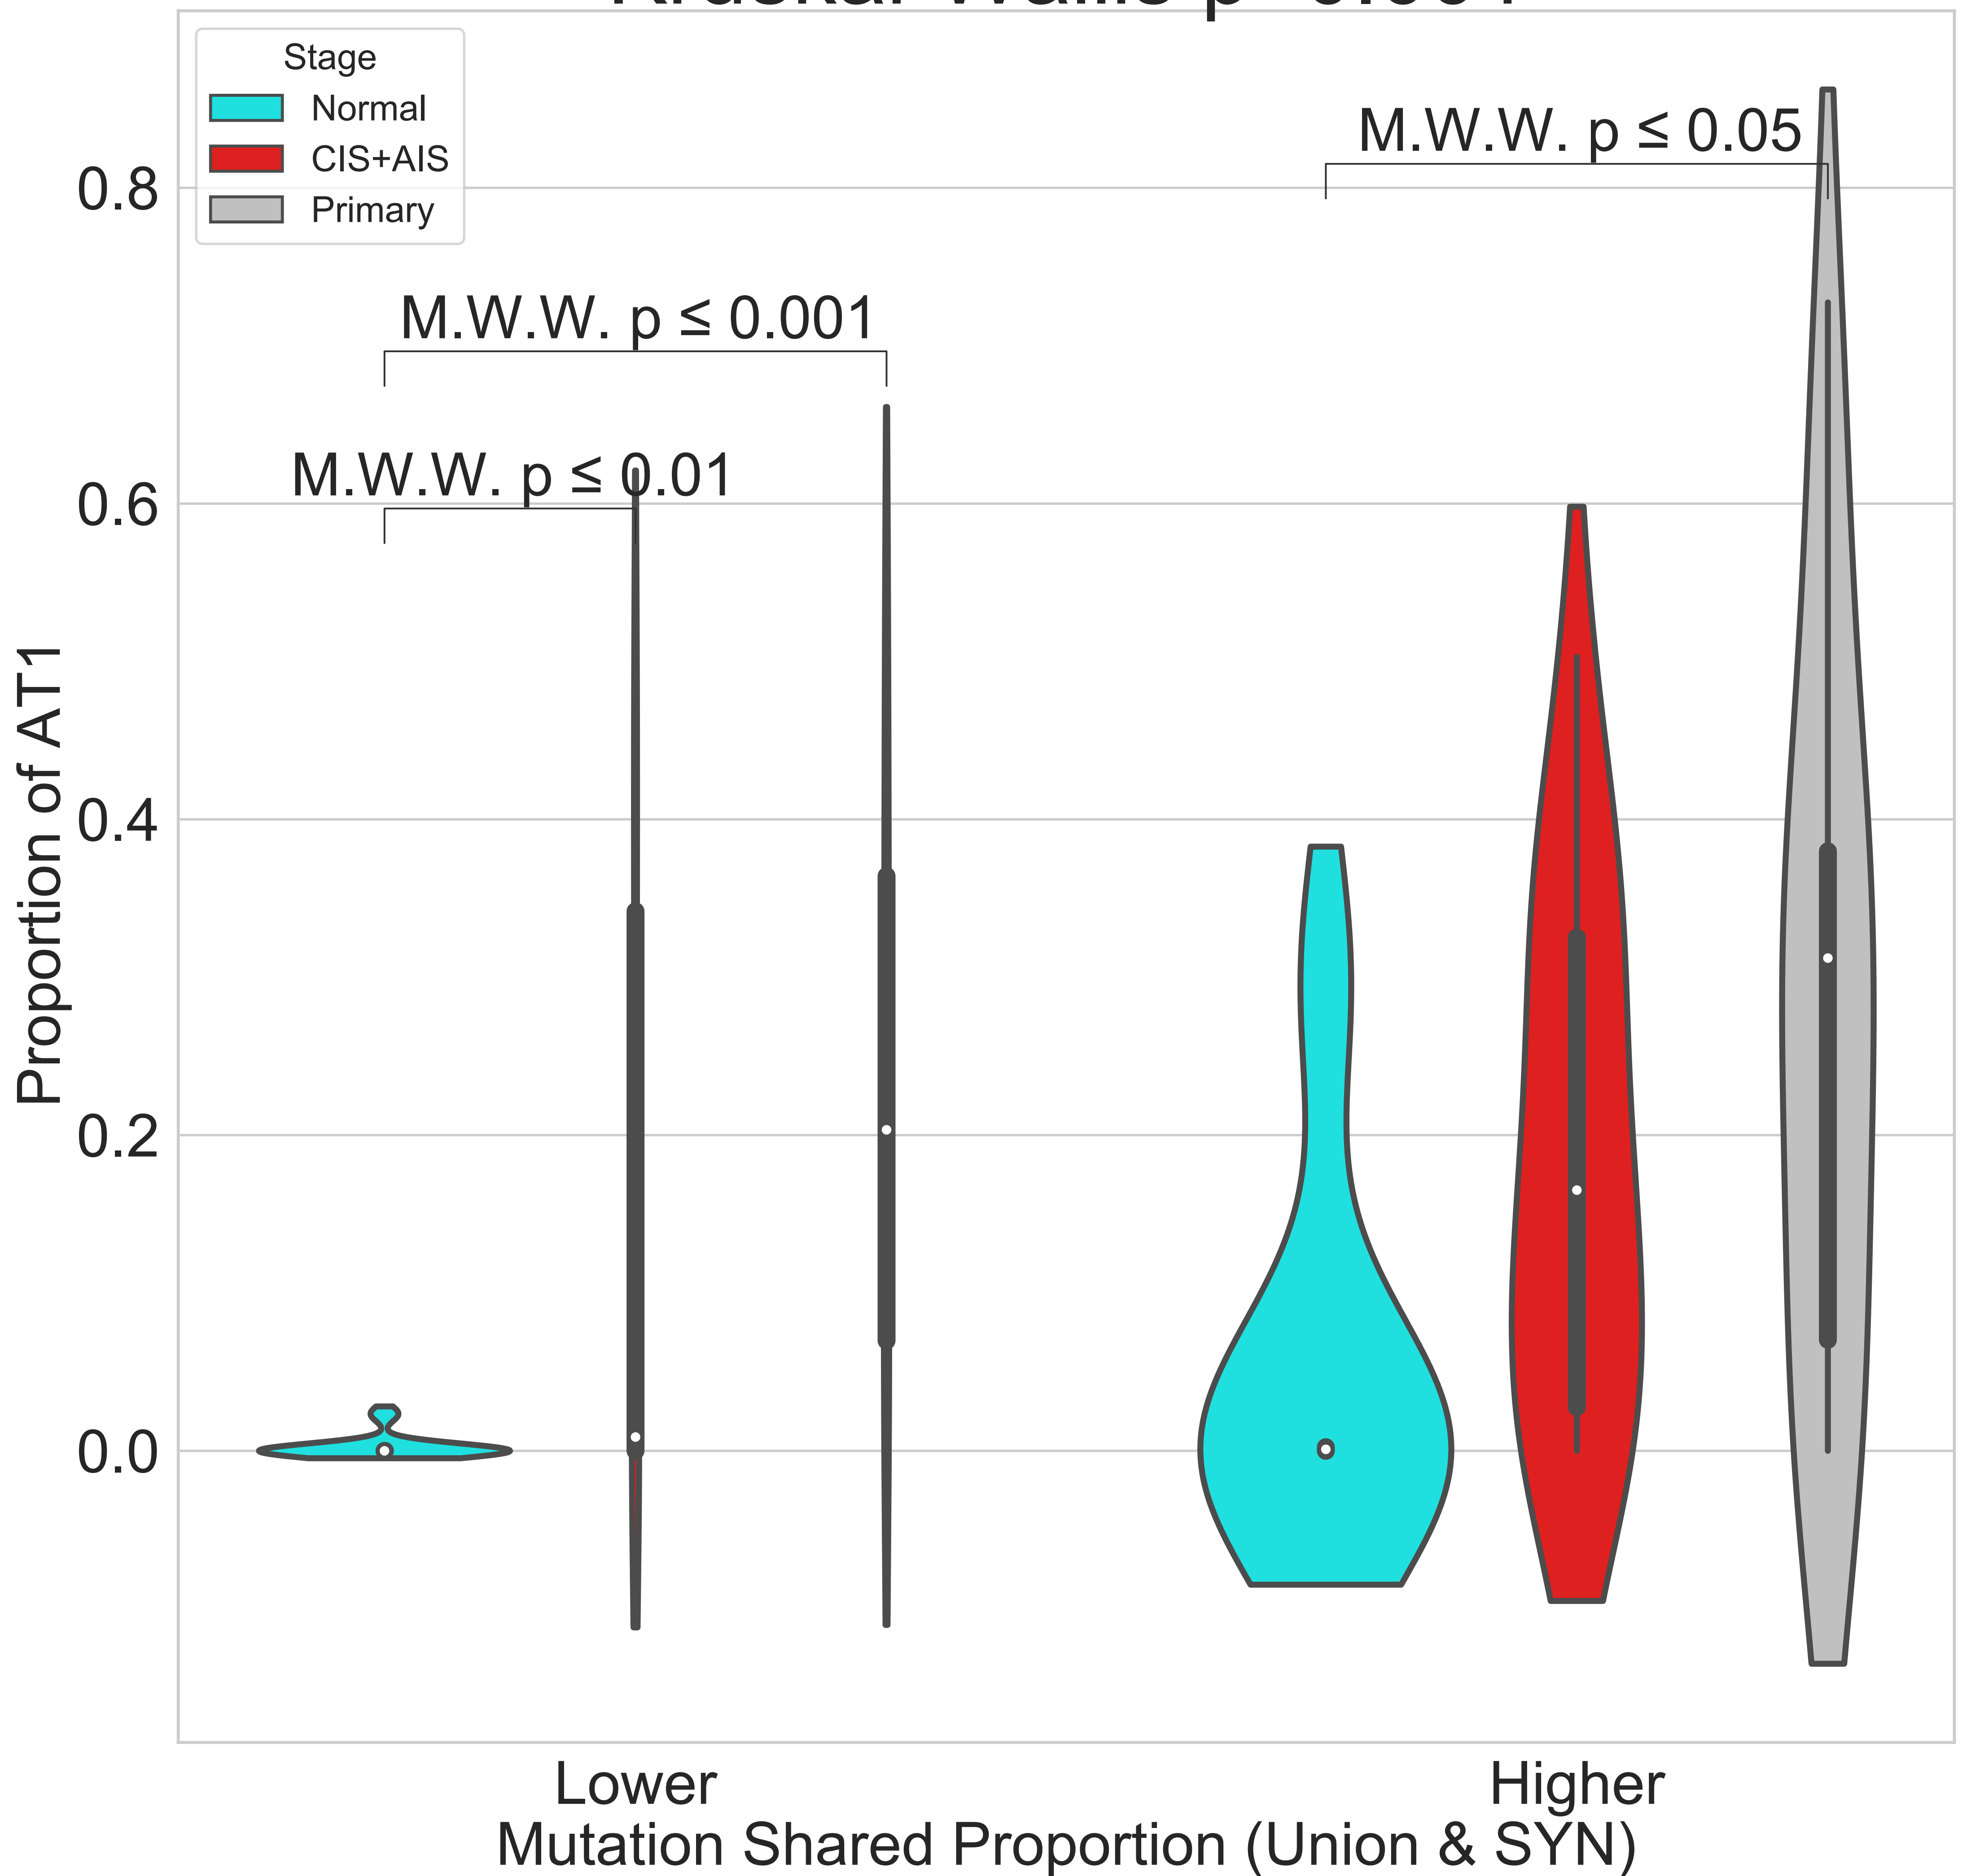 Stage
Normal
CIS+AIS
Primary
M.W.W. p ≤ 0.05
M.W.W. p ≤ 0.001
M.W.W. p ≤ 0.01
Proportion of AT1
0.8
0.6
0.4
0.2
0.0
Lower
Higher
Mutation Shared Proportion (Union & SYN)